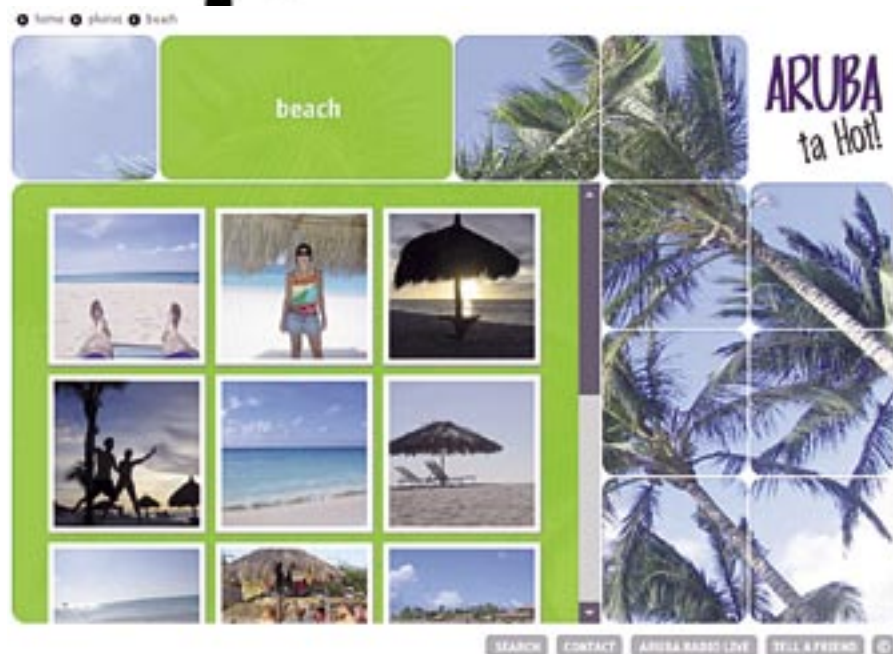 home photos beach
beach
ARUBA
ta Hot!
SEARCH CONTACT ARUBA RADIO LIVE TELL A FRIEND